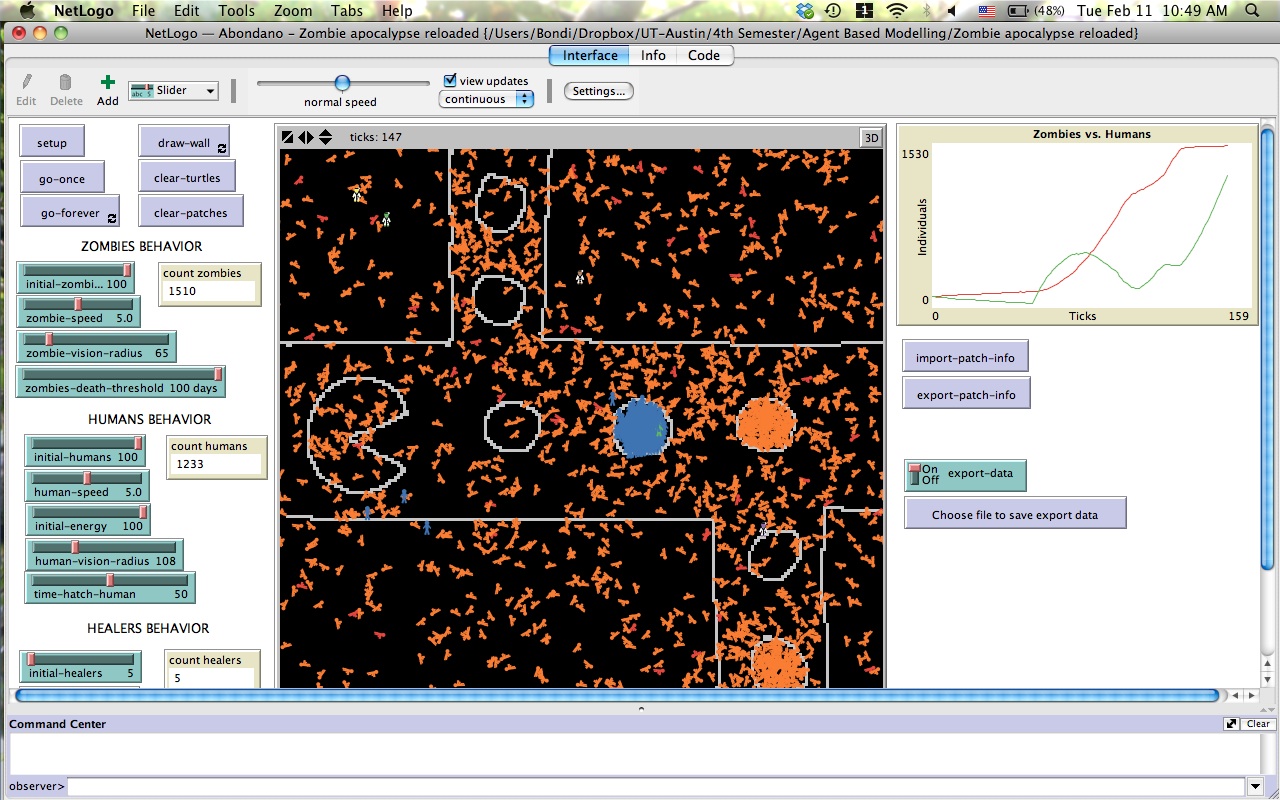 NetLogo File Edit Tools Zoom Tabs Help (48%) Tue Feb 11 10:49 AM
NetLogo — Abondano - Zombie apocalypse reloaded {/Users/Bondi/Dropbox/UT-Austin/4th Semester/Agent Based Modelling/Zombie apocalypse reloaded}
Interface Info Code
Edit Delete Add Slider normal speed view updates continuous Settings...
setup draw-wall
go-once clear-turtles
go-forever clear-patches
ZOMBIES BEHAVIOR
initial-zombi... 100
count zombies
1510
zombie-speed 5.0
zombie-vision-radius 65
zombies-death-threshold 100 days
HUMANS BEHAVIOR
initial-humans 100
count humans
1233
human-speed 5.0
initial-energy 100
human-vision-radius 108
time-hatch-human 50
HEALERS BEHAVIOR
initial-healers 5
count healers
5
ticks: 147 3D
Zombies vs. Humans
1530
Individuals
0
0 Ticks 159
import-patch-info
export-patch-info
On
Off
export-data
Choose file to save export data
Command Center Clear
observer>